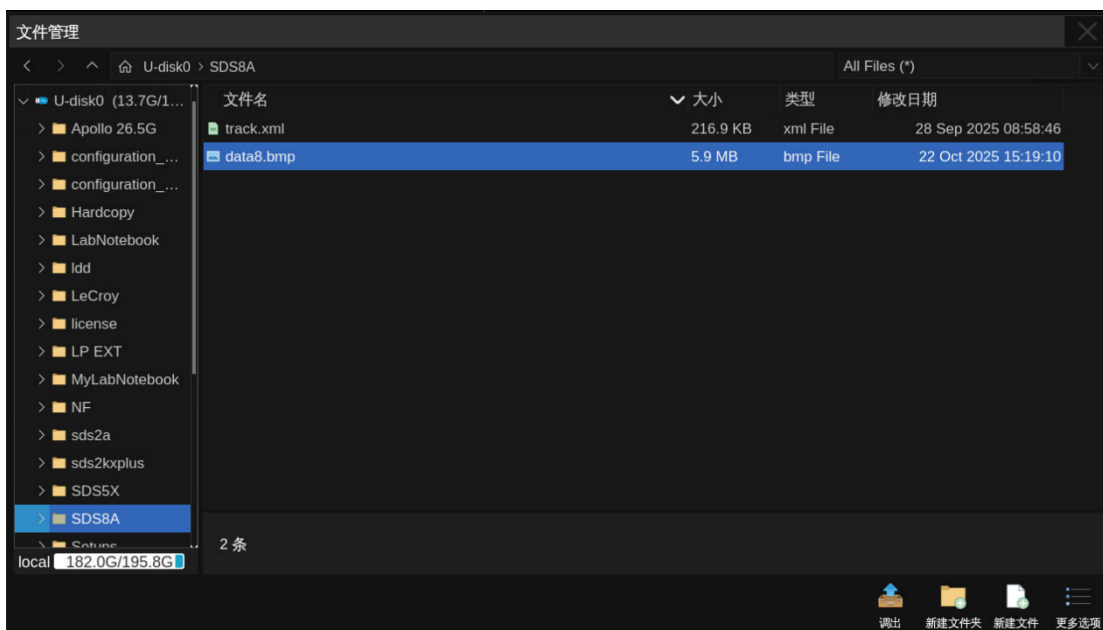 文件管理
U-disk0 > SDS8A All Files (*)
U-disk0 (13.7G/1...
Apollo 26.5G
configuration_...
configuration_...
Hardcopy
LabNotebook
ldd
LeCroy
license
LP EXT
MyLabNotebook
NF
sds2a
sds2kxplus
SDS5X
SDS8A
Setups
local 182.0G/195.8G
文件名 大小 类型 修改日期
track.xml 216.9 KB xml File 28 Sep 2025 08:58:46
data8.bmp 5.9 MB bmp File 22 Oct 2025 15:19:10
2 条
调出 新建文件夹 新建文件 更多选项